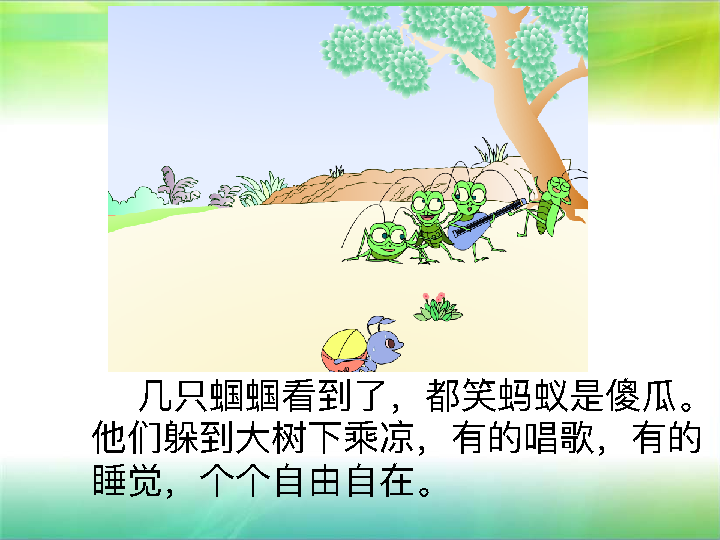 几只蝈蝈看到了，都笑蚂蚁是傻瓜。
他们躲到大树下乘凉，有的唱歌，有的
睡觉，个个自由自在。